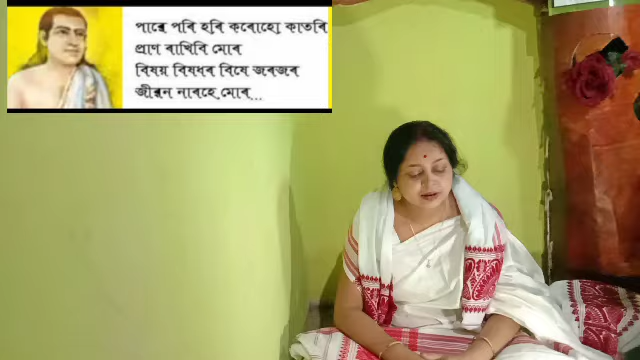 পাৱে পৰি হৰি কৰোহো কাতৰি
প্ৰাণ ৰাখিবি মোৰ
বিষয় বিষধৰ বিষে জৰজৰ
জীৱন নাৰহে মোৰ...